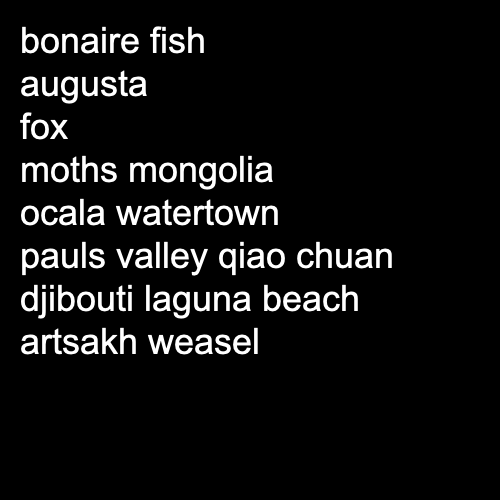 bonaire fish
augusta
fox
moths mongolia
ocala watertown
pauls valley qiao chuan
djibouti laguna beach
artsakh weasel